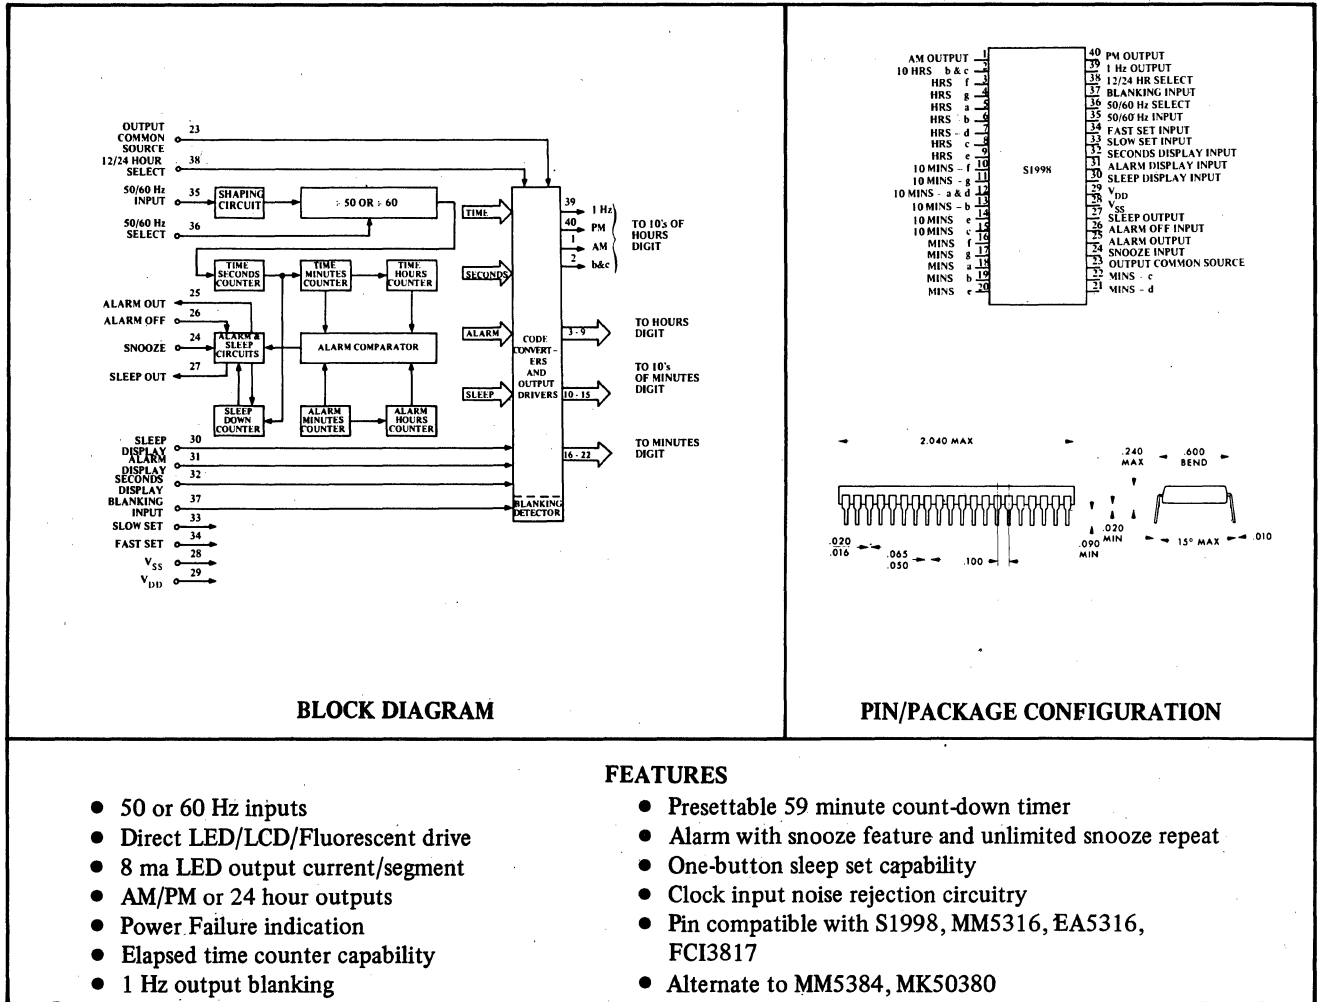 OUTPUT
COMMON
SOURCE
23
12/24 HOUR
SELECT
38
50/60 Hz
INPUT
35
SHAPING
CIRCUIT
÷ 50 OR ÷ 60
50/60 Hz
SELECT
36
TIME
SECONDS
COUNTER
TIME
MINUTES
COUNTER
TIME
HOURS
COUNTER
ALARM OUT
25
ALARM OFF
26
SNOOZE
24
SLEEP OUT
27
ALARM &
SLEEP
CIRCUITS
ALARM COMPARATOR
SLEEP
DOWN
COUNTER
ALARM
MINUTES
COUNTER
ALARM
HOURS
COUNTER
SLEEP
DISPLAY
30
ALARM
DISPLAY
31
SECONDS
DISPLAY
32
BLANKING
INPUT
37
SLOW SET
33
FAST SET
34
VSS
28
VDD
29
TIME
SECONDS
ALARM
SLEEP
CODE
CONVERT-
ERS
AND
OUTPUT
DRIVERS
BLANKING
DETECTOR
39
1 Hz
40
PM
1
AM
2
b&c
TO 10's OF
HOURS
DIGIT
3 - 9
TO HOURS
DIGIT
10 - 15
TO 10's
OF MINUTES
DIGIT
16 - 22
TO MINUTES
DIGIT
BLOCK DIAGRAM
AM OUTPUT 1
10 HRS b & c 2
HRS f 3
HRS g 4
HRS a 5
HRS b 6
HRS - d 7
HRS c 8
HRS e 9
10 MINS - f 10
10 MINS - g 11
10 MINS - a & d 12
10 MINS - b 13
10 MINS e 14
10 MINS c 15
MINS f 16
MINS g 17
MINS a 18
MINS b 19
MINS e 20
S1998
40 PM OUTPUT
39 1 Hz OUTPUT
38 12/24 HR SELECT
37 BLANKING INPUT
36 50/60 Hz SELECT
35 50/60 Hz INPUT
34 FAST SET INPUT
33 SLOW SET INPUT
32 SECONDS DISPLAY INPUT
31 ALARM DISPLAY INPUT
30 SLEEP DISPLAY INPUT
29 VDD
28 VSS
27 SLEEP OUTPUT
26 ALARM OFF INPUT
25 ALARM OUTPUT
24 SNOOZE INPUT
23 OUTPUT COMMON SOURCE
22 MINS - c
21 MINS - d
2.040 MAX
.240
MAX
.600
BEND
.020
.016
.065
.050
.100
.090
MIN
.020
MIN
15° MAX
.010
PIN/PACKAGE CONFIGURATION
FEATURES
● 50 or 60 Hz inputs
● Direct LED/LCD/Fluorescent drive
● 8 ma LED output current/segment
● AM/PM or 24 hour outputs
● Power Failure indication
● Elapsed time counter capability
● 1 Hz output blanking
● Presettable 59 minute count-down timer
● Alarm with snooze feature and unlimited snooze repeat
● One-button sleep set capability
● Clock input noise rejection circuitry
● Pin compatible with S1998, MM5316, EA5316,
FCI3817
● Alternate to MM5384, MK50380